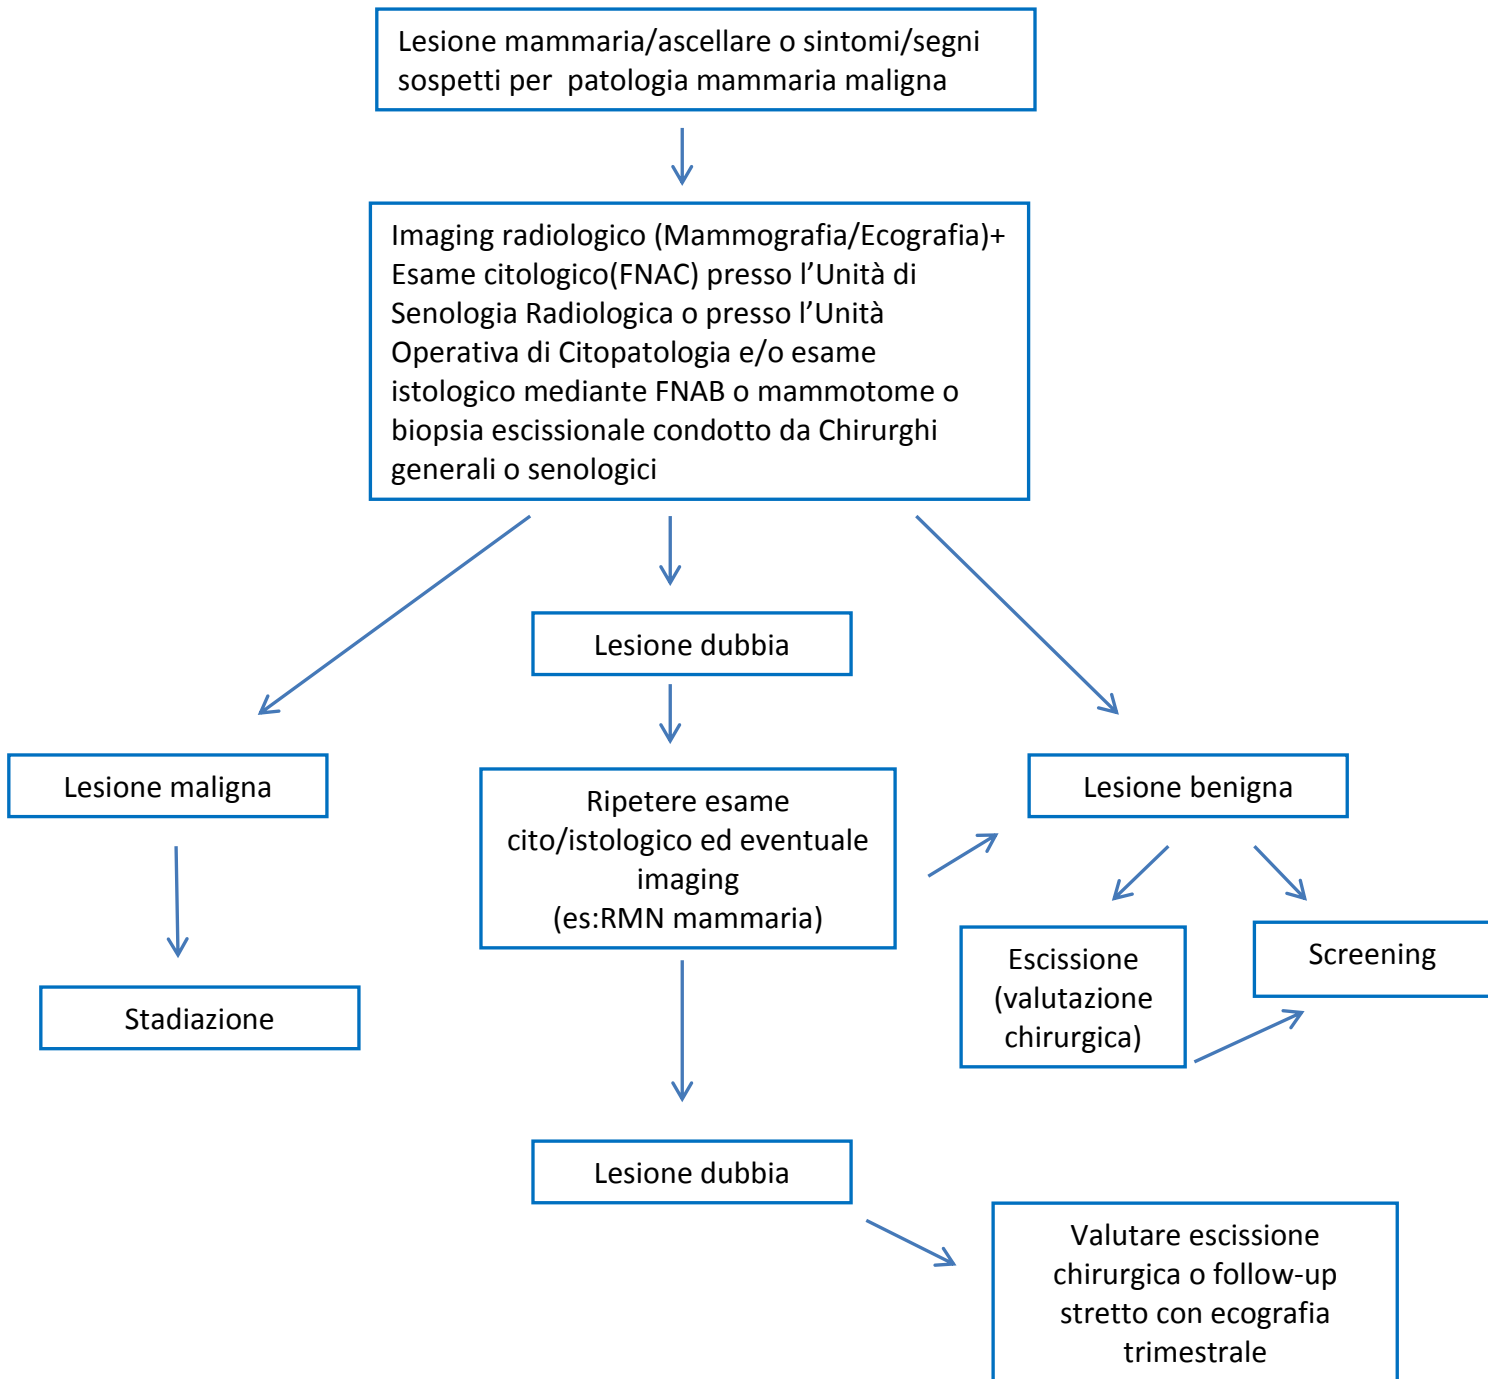 Lesione mammaria/ascellare o sintomi/segni
sospetti per  patologia mammaria maligna
Imaging radiologico (Mammografia/Ecografia)+
Esame citologico(FNAC) presso l’Unità di
Senologia Radiologica o presso l’Unità
Operativa di Citopatologia e/o esame
istologico mediante FNAB o mammotome o
biopsia escissionale condotto da Chirurghi
generali o senologici
Lesione dubbia
Lesione maligna
Ripetere esame
cito/istologico ed eventuale
imaging
(es:RMN mammaria)
Lesione benigna
Stadiazione
Escissione
(valutazione
chirurgica)
Screening
Lesione dubbia
Valutare escissione
chirurgica o follow-up
stretto con ecografia
trimestrale